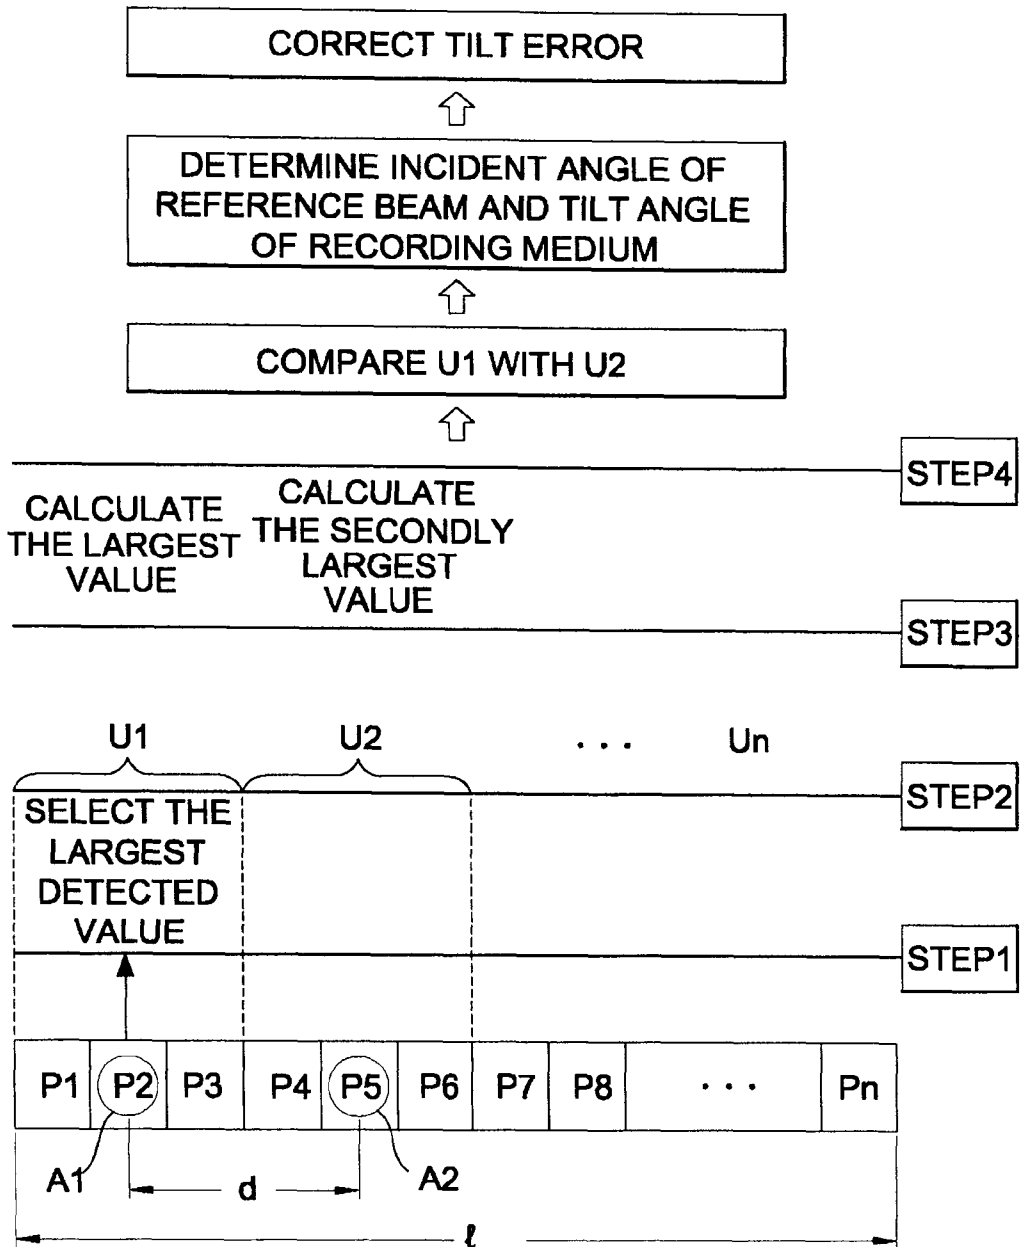 CORRECT TILT ERROR
DETERMINE INCIDENT ANGLE OF
REFERENCE BEAM AND TILT ANGLE
OF RECORDING MEDIUM
COMPARE U1 WITH U2
STEP4
CALCULATE
THE LARGEST
VALUE
CALCULATE
THE SECONDLY
LARGEST
VALUE
STEP3
U1 U2 . . . Un
STEP2
SELECT THE
LARGEST
DETECTED
VALUE
STEP1
P1 P2 P3 P4 P5 P6 P7 P8 . . . Pn
A1 d A2
ℓ